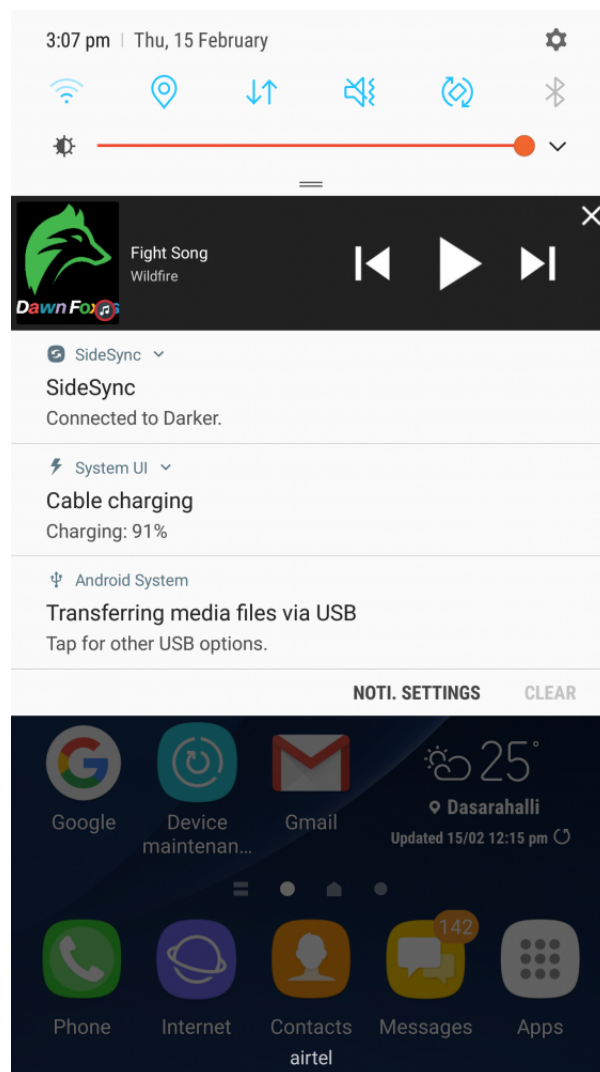 3:07 pm | Thu, 15 February
Fight Song
Wildfire
Dawn Fo
SideSync
SideSync
Connected to Darker.
System UI
Cable charging
Charging: 91%
Android System
Transferring media files via USB
Tap for other USB options.
NOTI. SETTINGS CLEAR
Google
Device
maintenan...
Gmail
25°
Dasarahalli
Updated 15/02 12:15 pm
142
Phone Internet Contacts Messages Apps
airtel